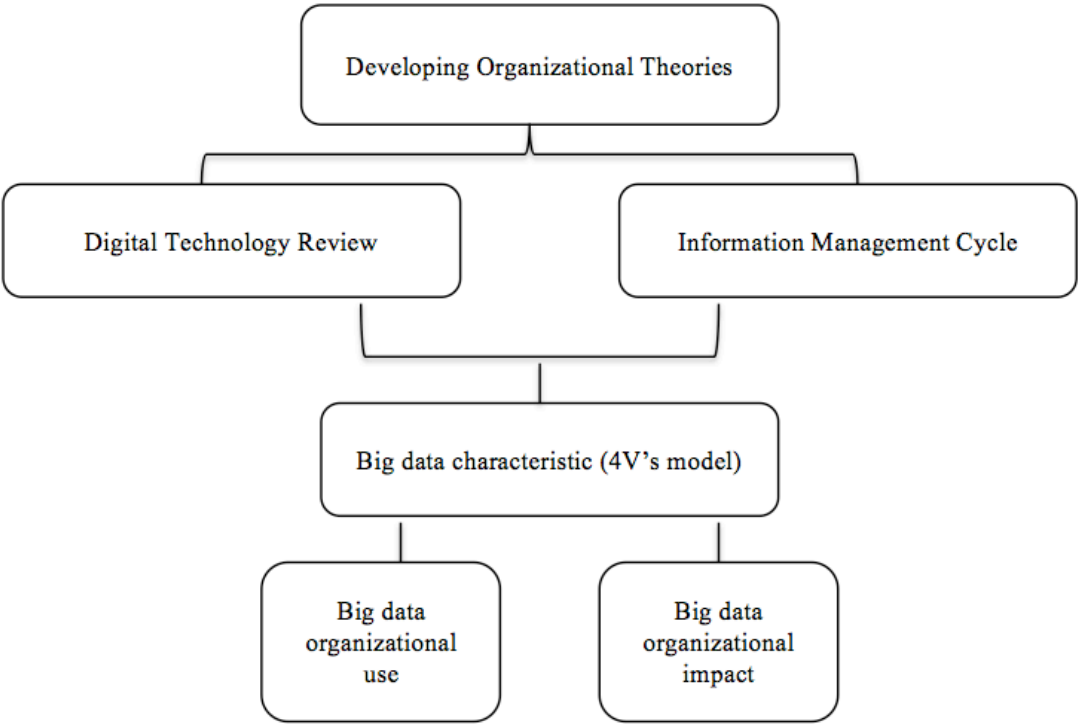 Developing Organizational Theories
Digital Technology Review
Information Management Cycle
Big data characteristic (4V’s model)
Big data
organizational
use
Big data
organizational
impact